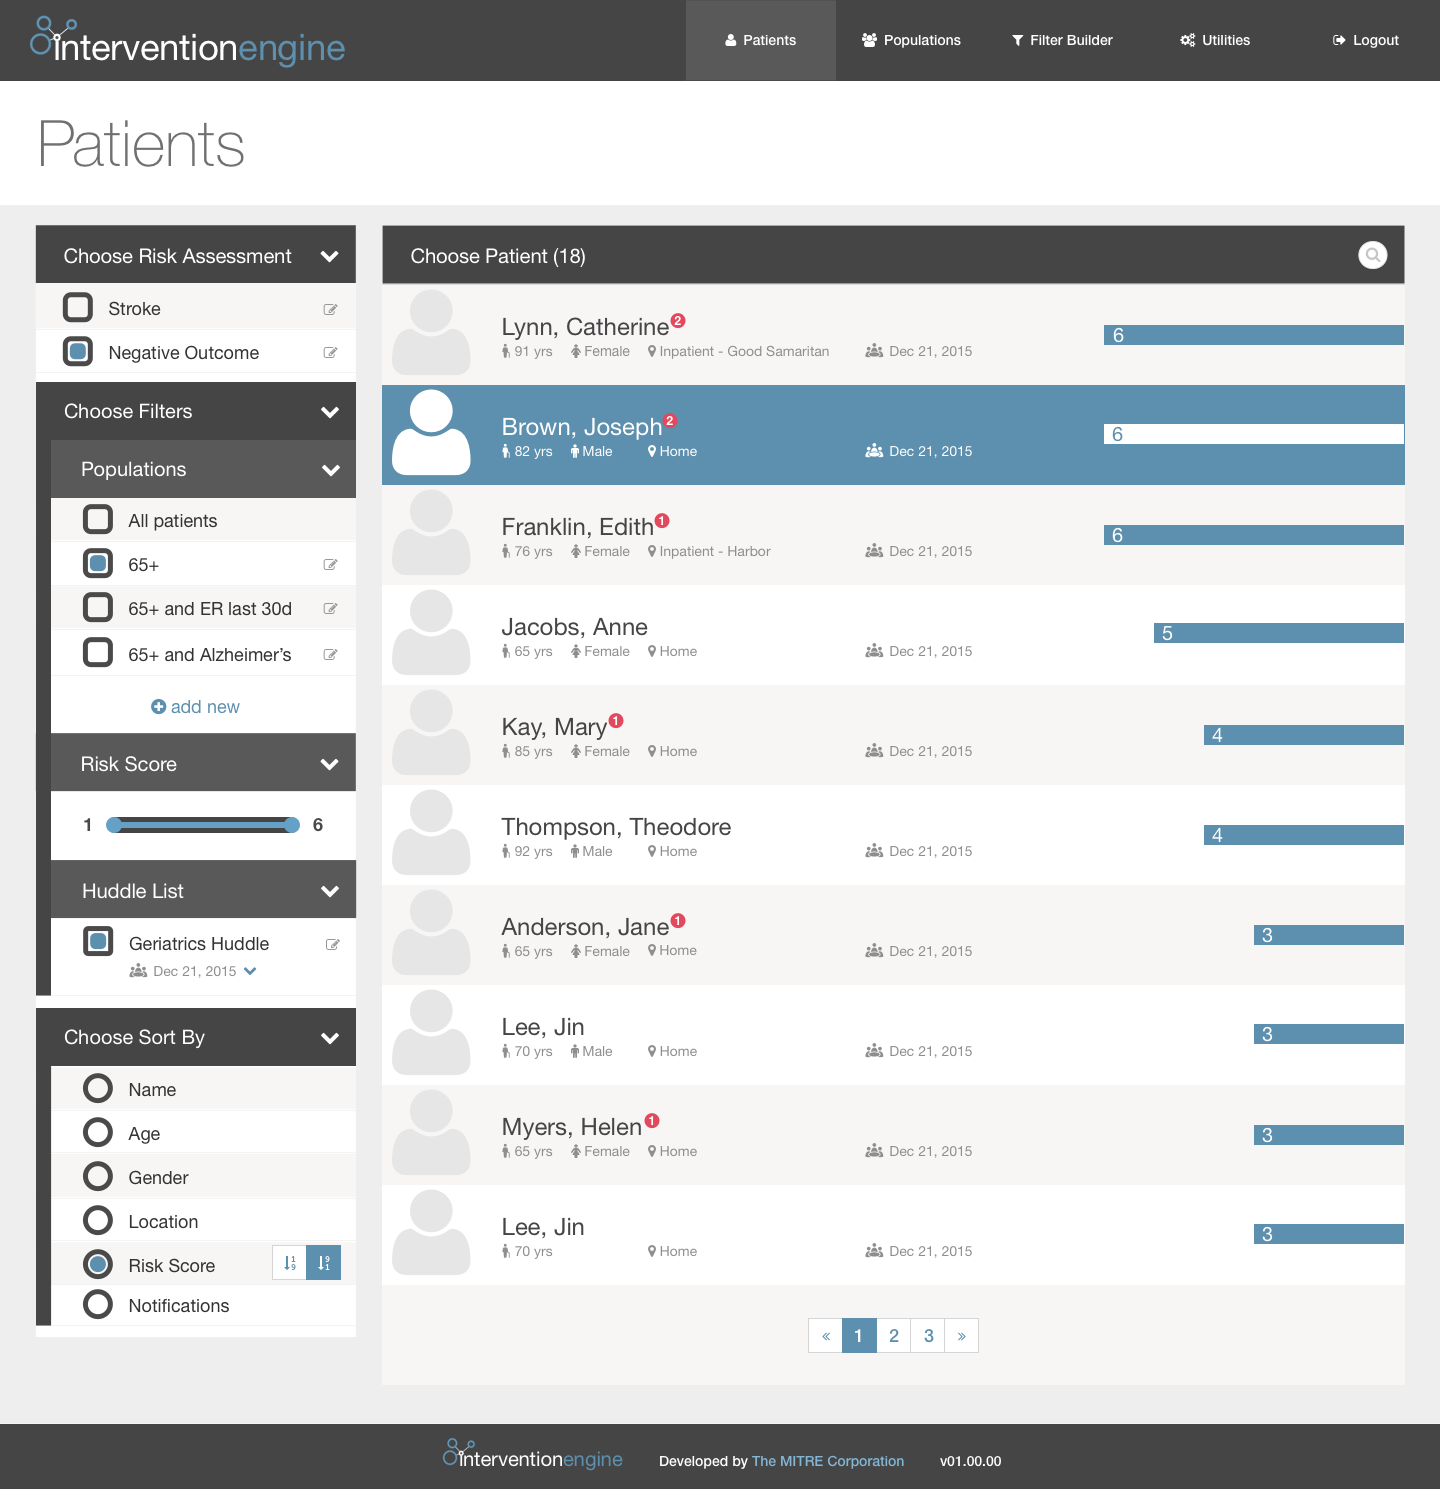 interventionengine
Patients
Populations
Filter Builder
Utilities
Logout
Patients
Choose Risk Assessment
Stroke
Negative Outcome
Choose Filters
Populations
All patients
65+
65+ and ER last 30d
65+ and Alzheimer's
add new
Risk Score
1 6
Huddle List
Geriatrics Huddle
Dec 21, 2015
Choose Sort By
Name
Age
Gender
Location
Risk Score 1 9 9 1
Notifications
Choose Patient (18)
Lynn, Catherine 2
91 yrs Female Inpatient - Good Samaritan Dec 21, 2015 6
Brown, Joseph 2
82 yrs Male Home Dec 21, 2015 6
Franklin, Edith 1
76 yrs Female Inpatient - Harbor Dec 21, 2015 6
Jacobs, Anne
65 yrs Female Home Dec 21, 2015 5
Kay, Mary 1
85 yrs Female Home Dec 21, 2015 4
Thompson, Theodore
92 yrs Male Home Dec 21, 2015 4
Anderson, Jane 1
65 yrs Female Home Dec 21, 2015 3
Lee, Jin
70 yrs Male Home Dec 21, 2015 3
Myers, Helen 1
65 yrs Female Home Dec 21, 2015 3
Lee, Jin
70 yrs Home Dec 21, 2015 3
« 1 2 3 »
interventionengine Developed by The MITRE Corporation v01.00.00